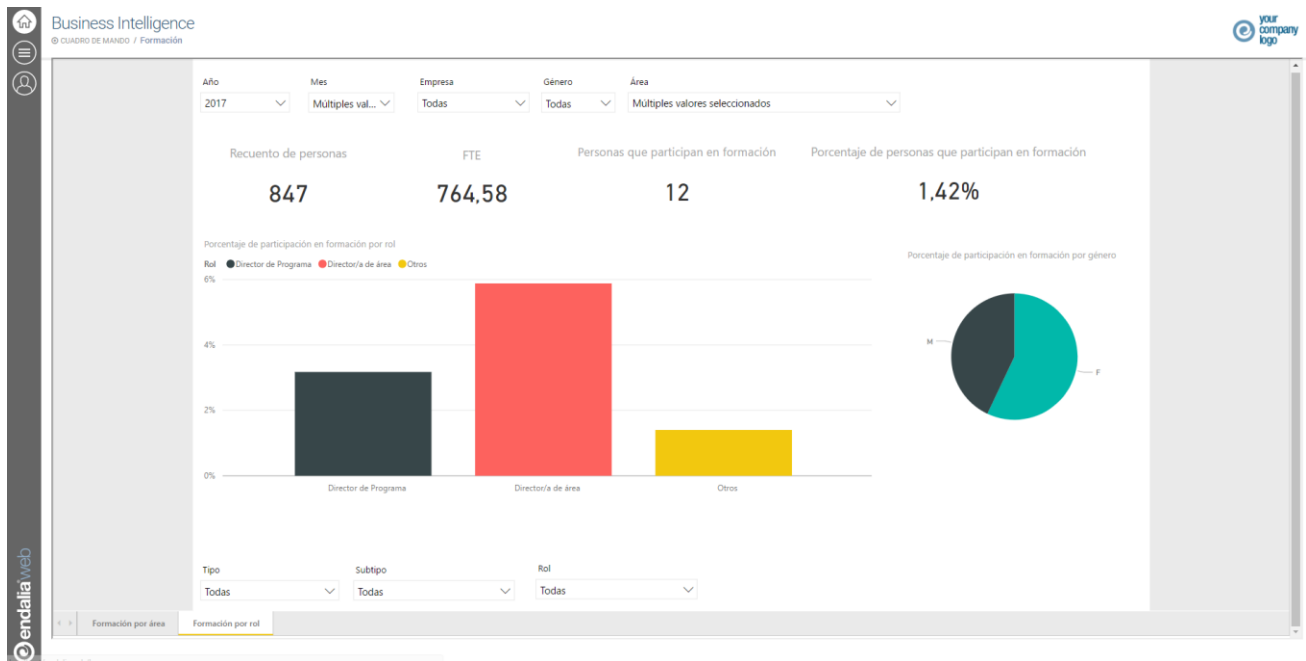 Business Intelligence
CUADRO DE MANDO / Formación
your
company
logo
Año
Mes
Empresa
Género
Área
2017
Múltiples val...
Todas
Todas
Múltiples valores seleccionados
Recuento de personas
FTE
Personas que participan en formación
Porcentaje de personas que participan en formación
847
764,58
12
1,42%
Porcentaje de participación en formación por rol
Rol Director de Programa Director/a de área Otros
Porcentaje de participación en formación por género
6%
4%
2%
0%
Director de Programa
Director/a de área
Otros
M
F
Tipo
Subtipo
Rol
Todas
Todas
Todas
Formación por área
Formación por rol
endalia web